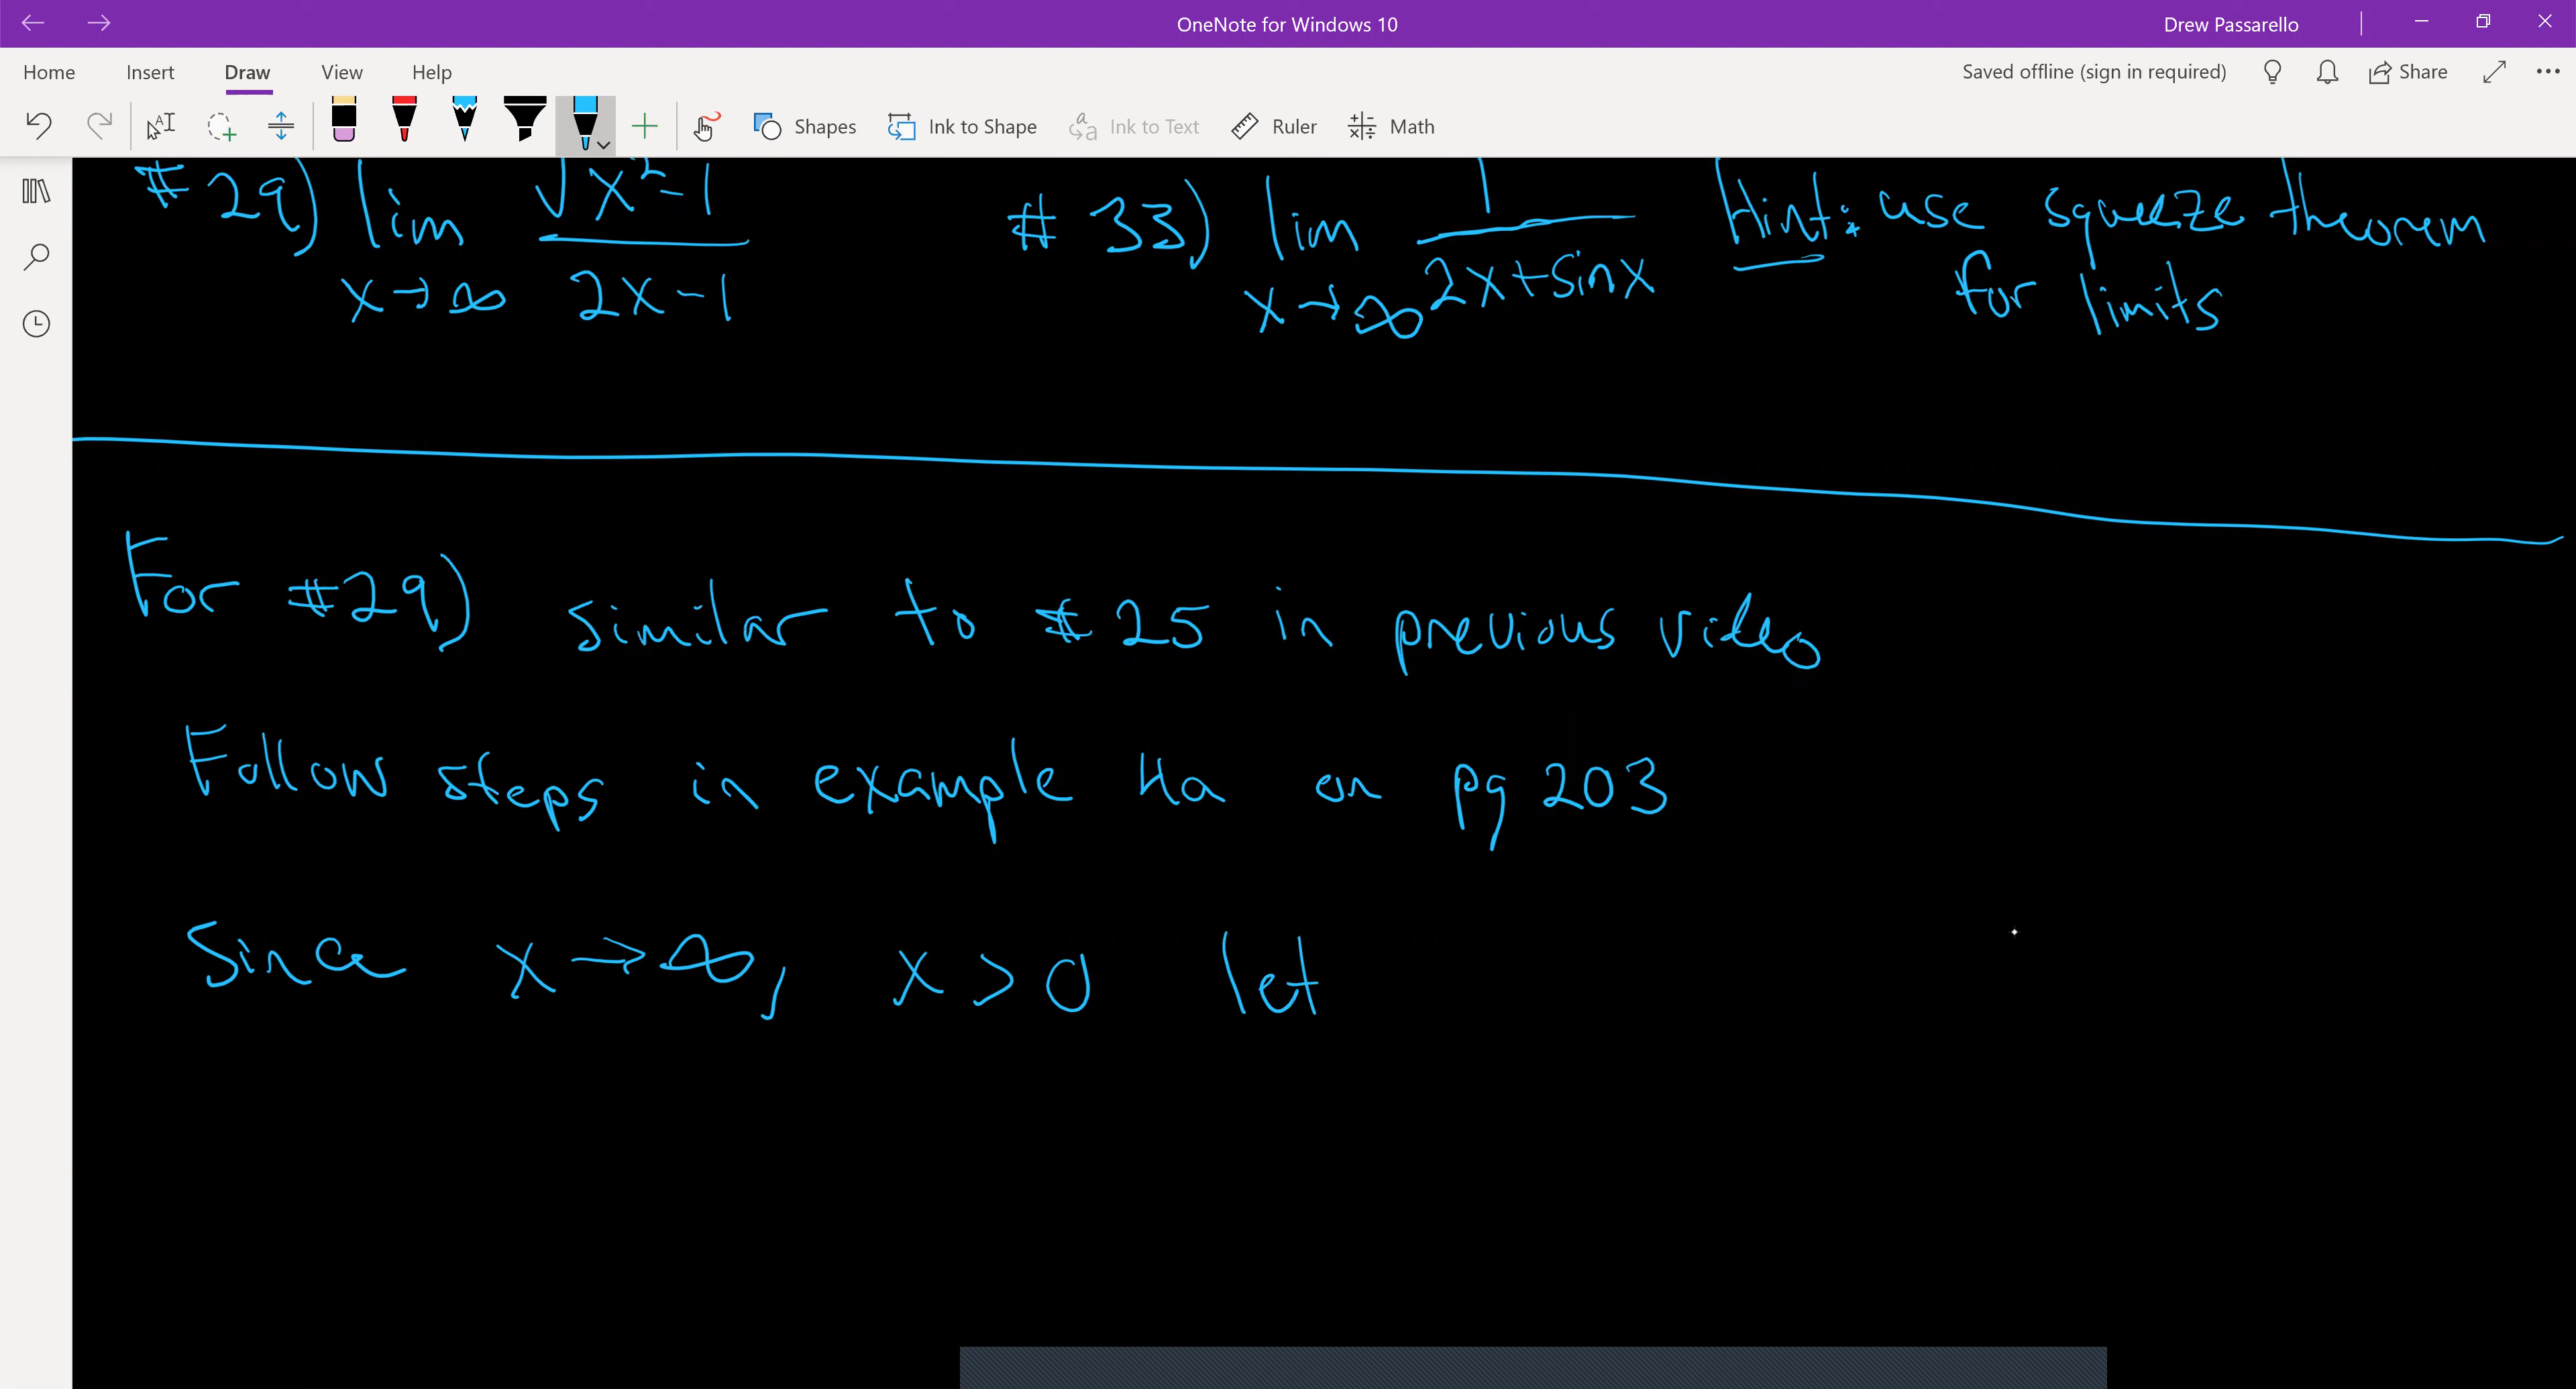 OneNote for Windows 10
Drew Passarello
Home Insert Draw View Help
Saved offline (sign in required) Share
Shapes Ink to Shape Ink to Text Ruler Math
#29) lim √x²-1
x→∞ 2x-1
#33) lim 1
x→∞ 2x+sinx
Hint: use squeeze theorem
for limits
For #29) similar to #25 in previous video
Follow steps in example 4a on pg 203
Since x→∞, x>0 let